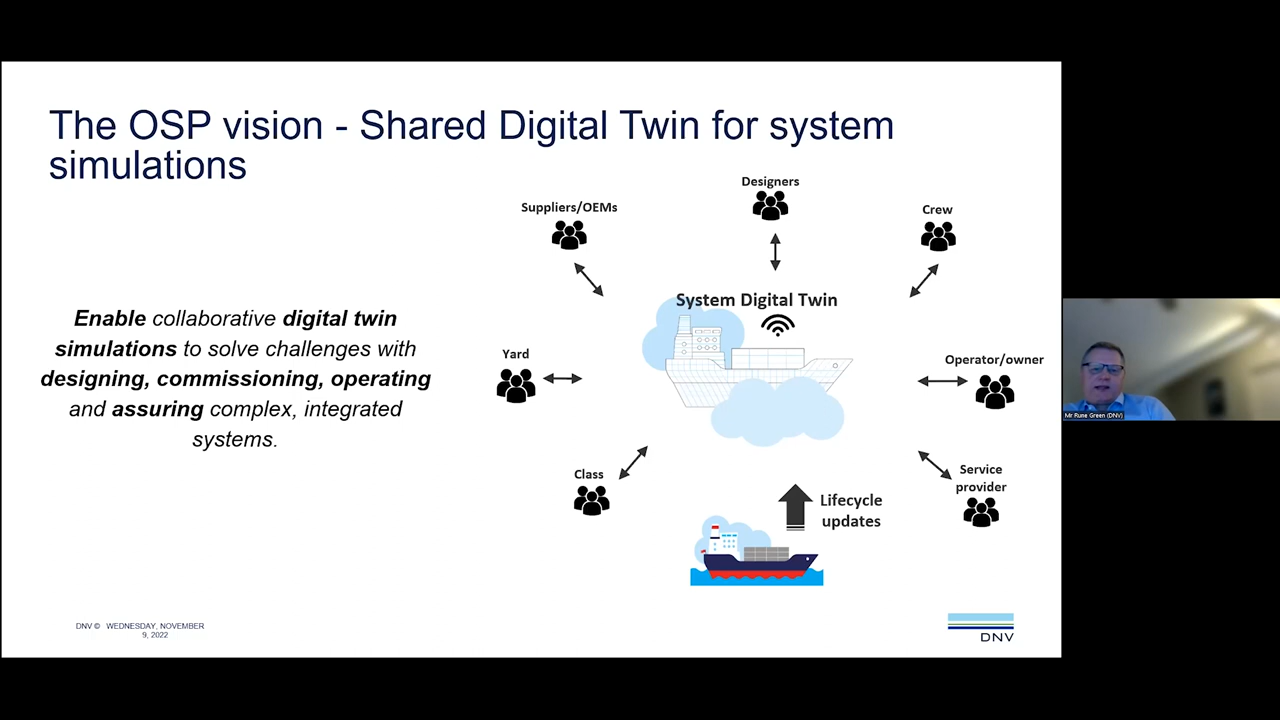 The OSP vision - Shared Digital Twin for system
simulations
Designers
Suppliers/OEMs
Crew
System Digital Twin
Enable collaborative digital twin
simulations to solve challenges with
designing, commissioning, operating
and assuring complex, integrated
systems.
Yard
Operator/owner
Class
Service
provider
Lifecycle
updates
DNV © WEDNESDAY, NOVEMBER
9, 2022
DNV
Mr Rune Green (DNV)